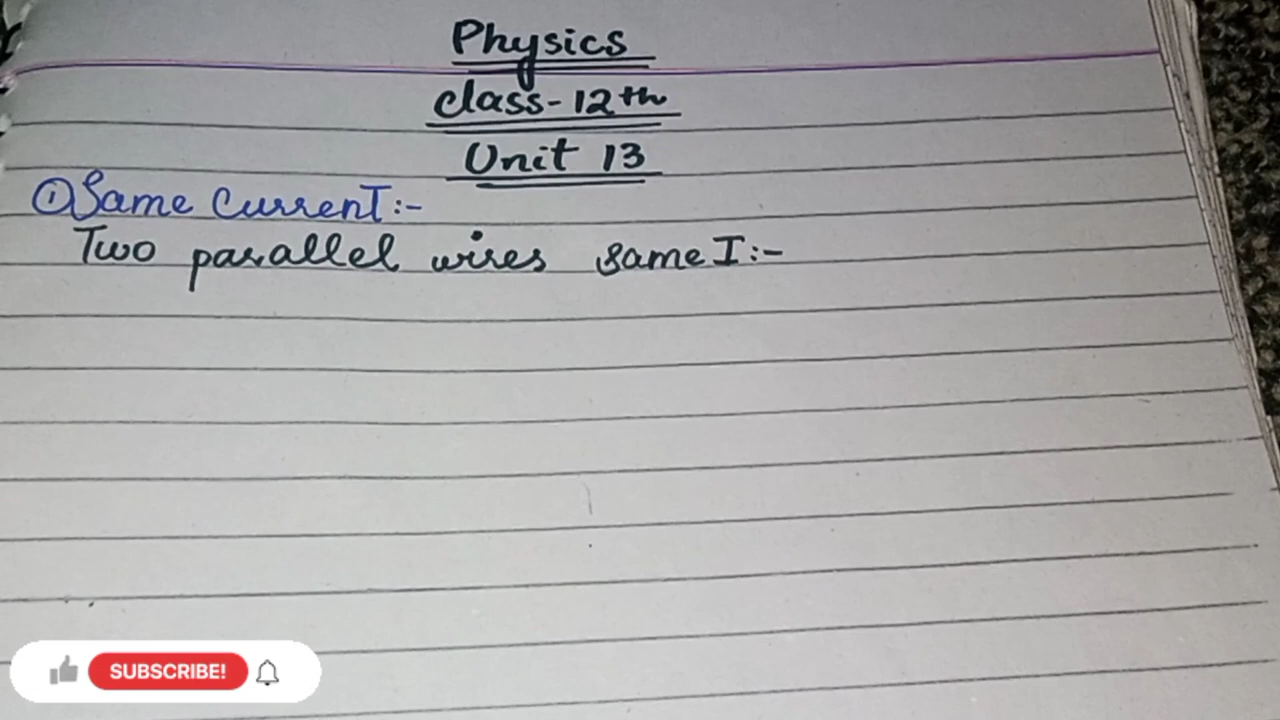 Physics
Class-12th
Unit 13
① Same Current:-
Two parallel wires same I:-
SUBSCRIBE!